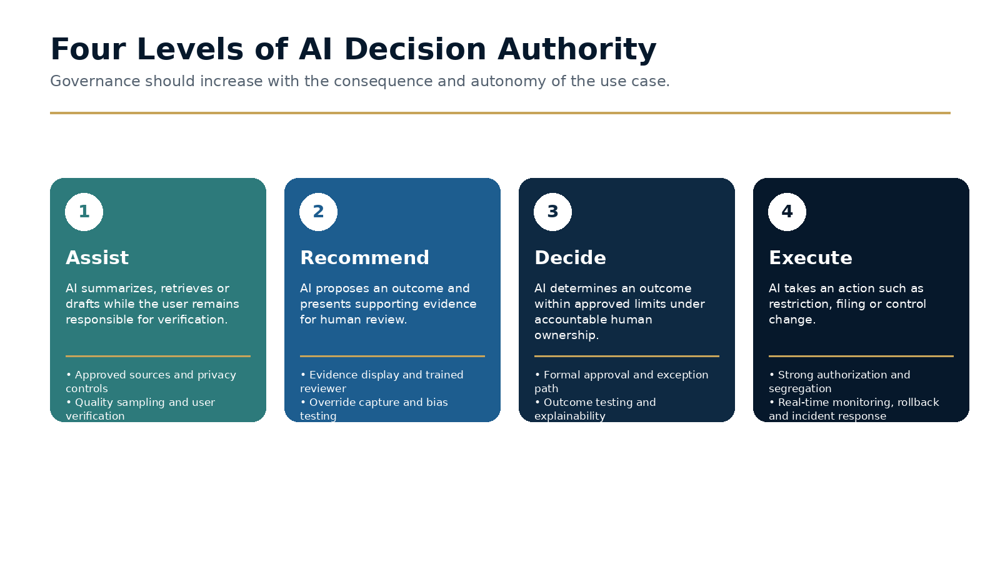 Four Levels of AI Decision Authority
Governance should increase with the consequence and autonomy of the use case.
1
Assist
AI summarizes, retrieves or
drafts while the user remains
responsible for verification.
• Approved sources and privacy
controls
• Quality sampling and user
verification
2
Recommend
AI proposes an outcome and
presents supporting evidence
for human review.
• Evidence display and trained
reviewer
• Override capture and bias
testing
3
Decide
AI determines an outcome
within approved limits under
accountable human
ownership.
• Formal approval and exception
path
• Outcome testing and
explainability
4
Execute
AI takes an action such as
restriction, filing or control
change.
• Strong authorization and
segregation
• Real-time monitoring, rollback
and incident response